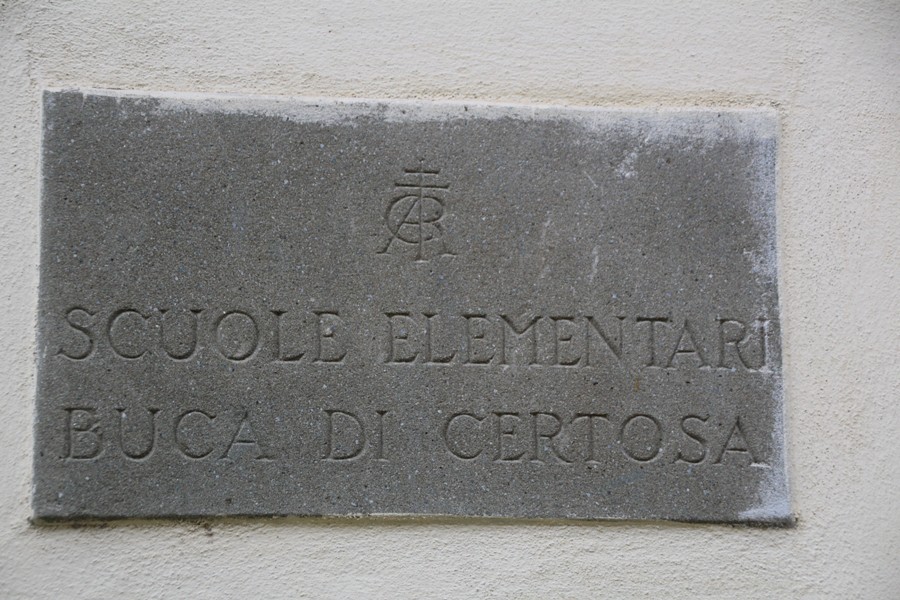 SCUOLE ELEMENTARI
BUCA DI CERTOSA